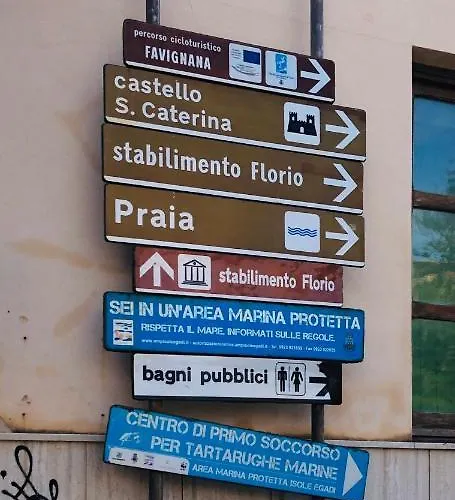 percorso cicloturistico
FAVIGNANA
castello
S. Caterina
stabilimento Florio
Praia
stabilimento Florio
SEI IN UN'AREA MARINA PROTETTA
RISPETTA IL MARE. INFORMATI SULLE REGOLE.
bagni pubblici
CENTRO DI PRIMO SOCCORSO
PER TARTARUGHE MARINE
AREA MARINA PROTETTA ISOLE EGADI